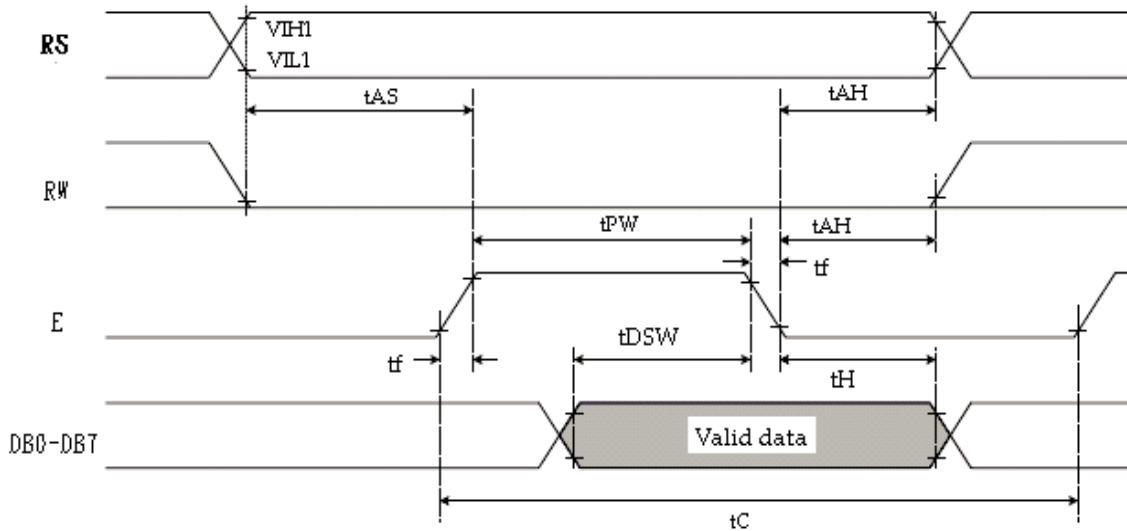 RS
VIH1
VIL1
tAS
tAH
RW
tPW
tAH
tf
E
tDSW
tf
tH
DB0-DB7
Valid data
tC